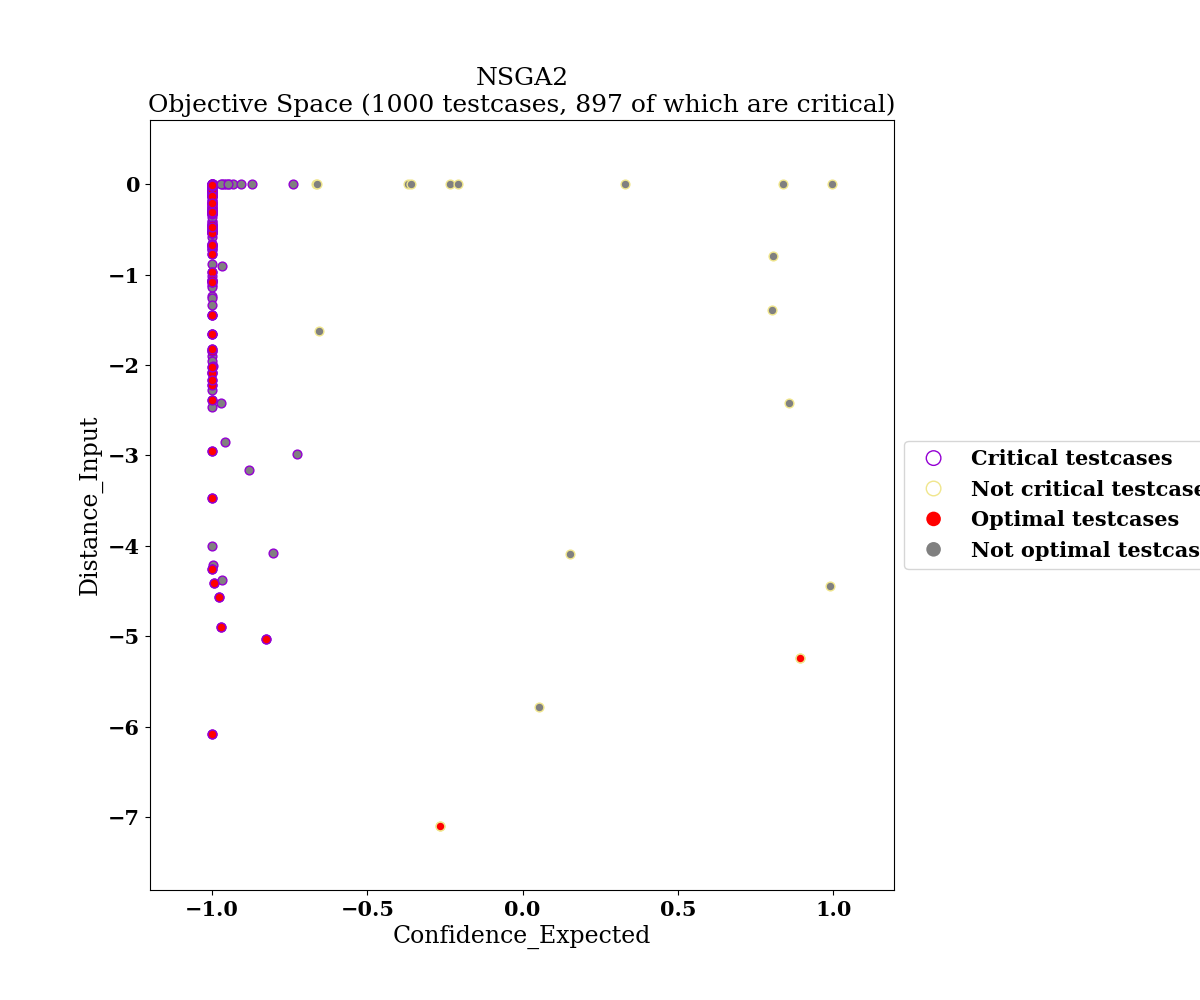 NSGA2
Objective Space (1000 testcases, 897 of which are critical)
0
−1
−2
−3
−4
−5
−6
−7
Distance_Input
−1.0
−0.5
0.0
0.5
1.0
Confidence_Expected
Critical testcases
Not critical testcase
Optimal testcases
Not optimal testcas